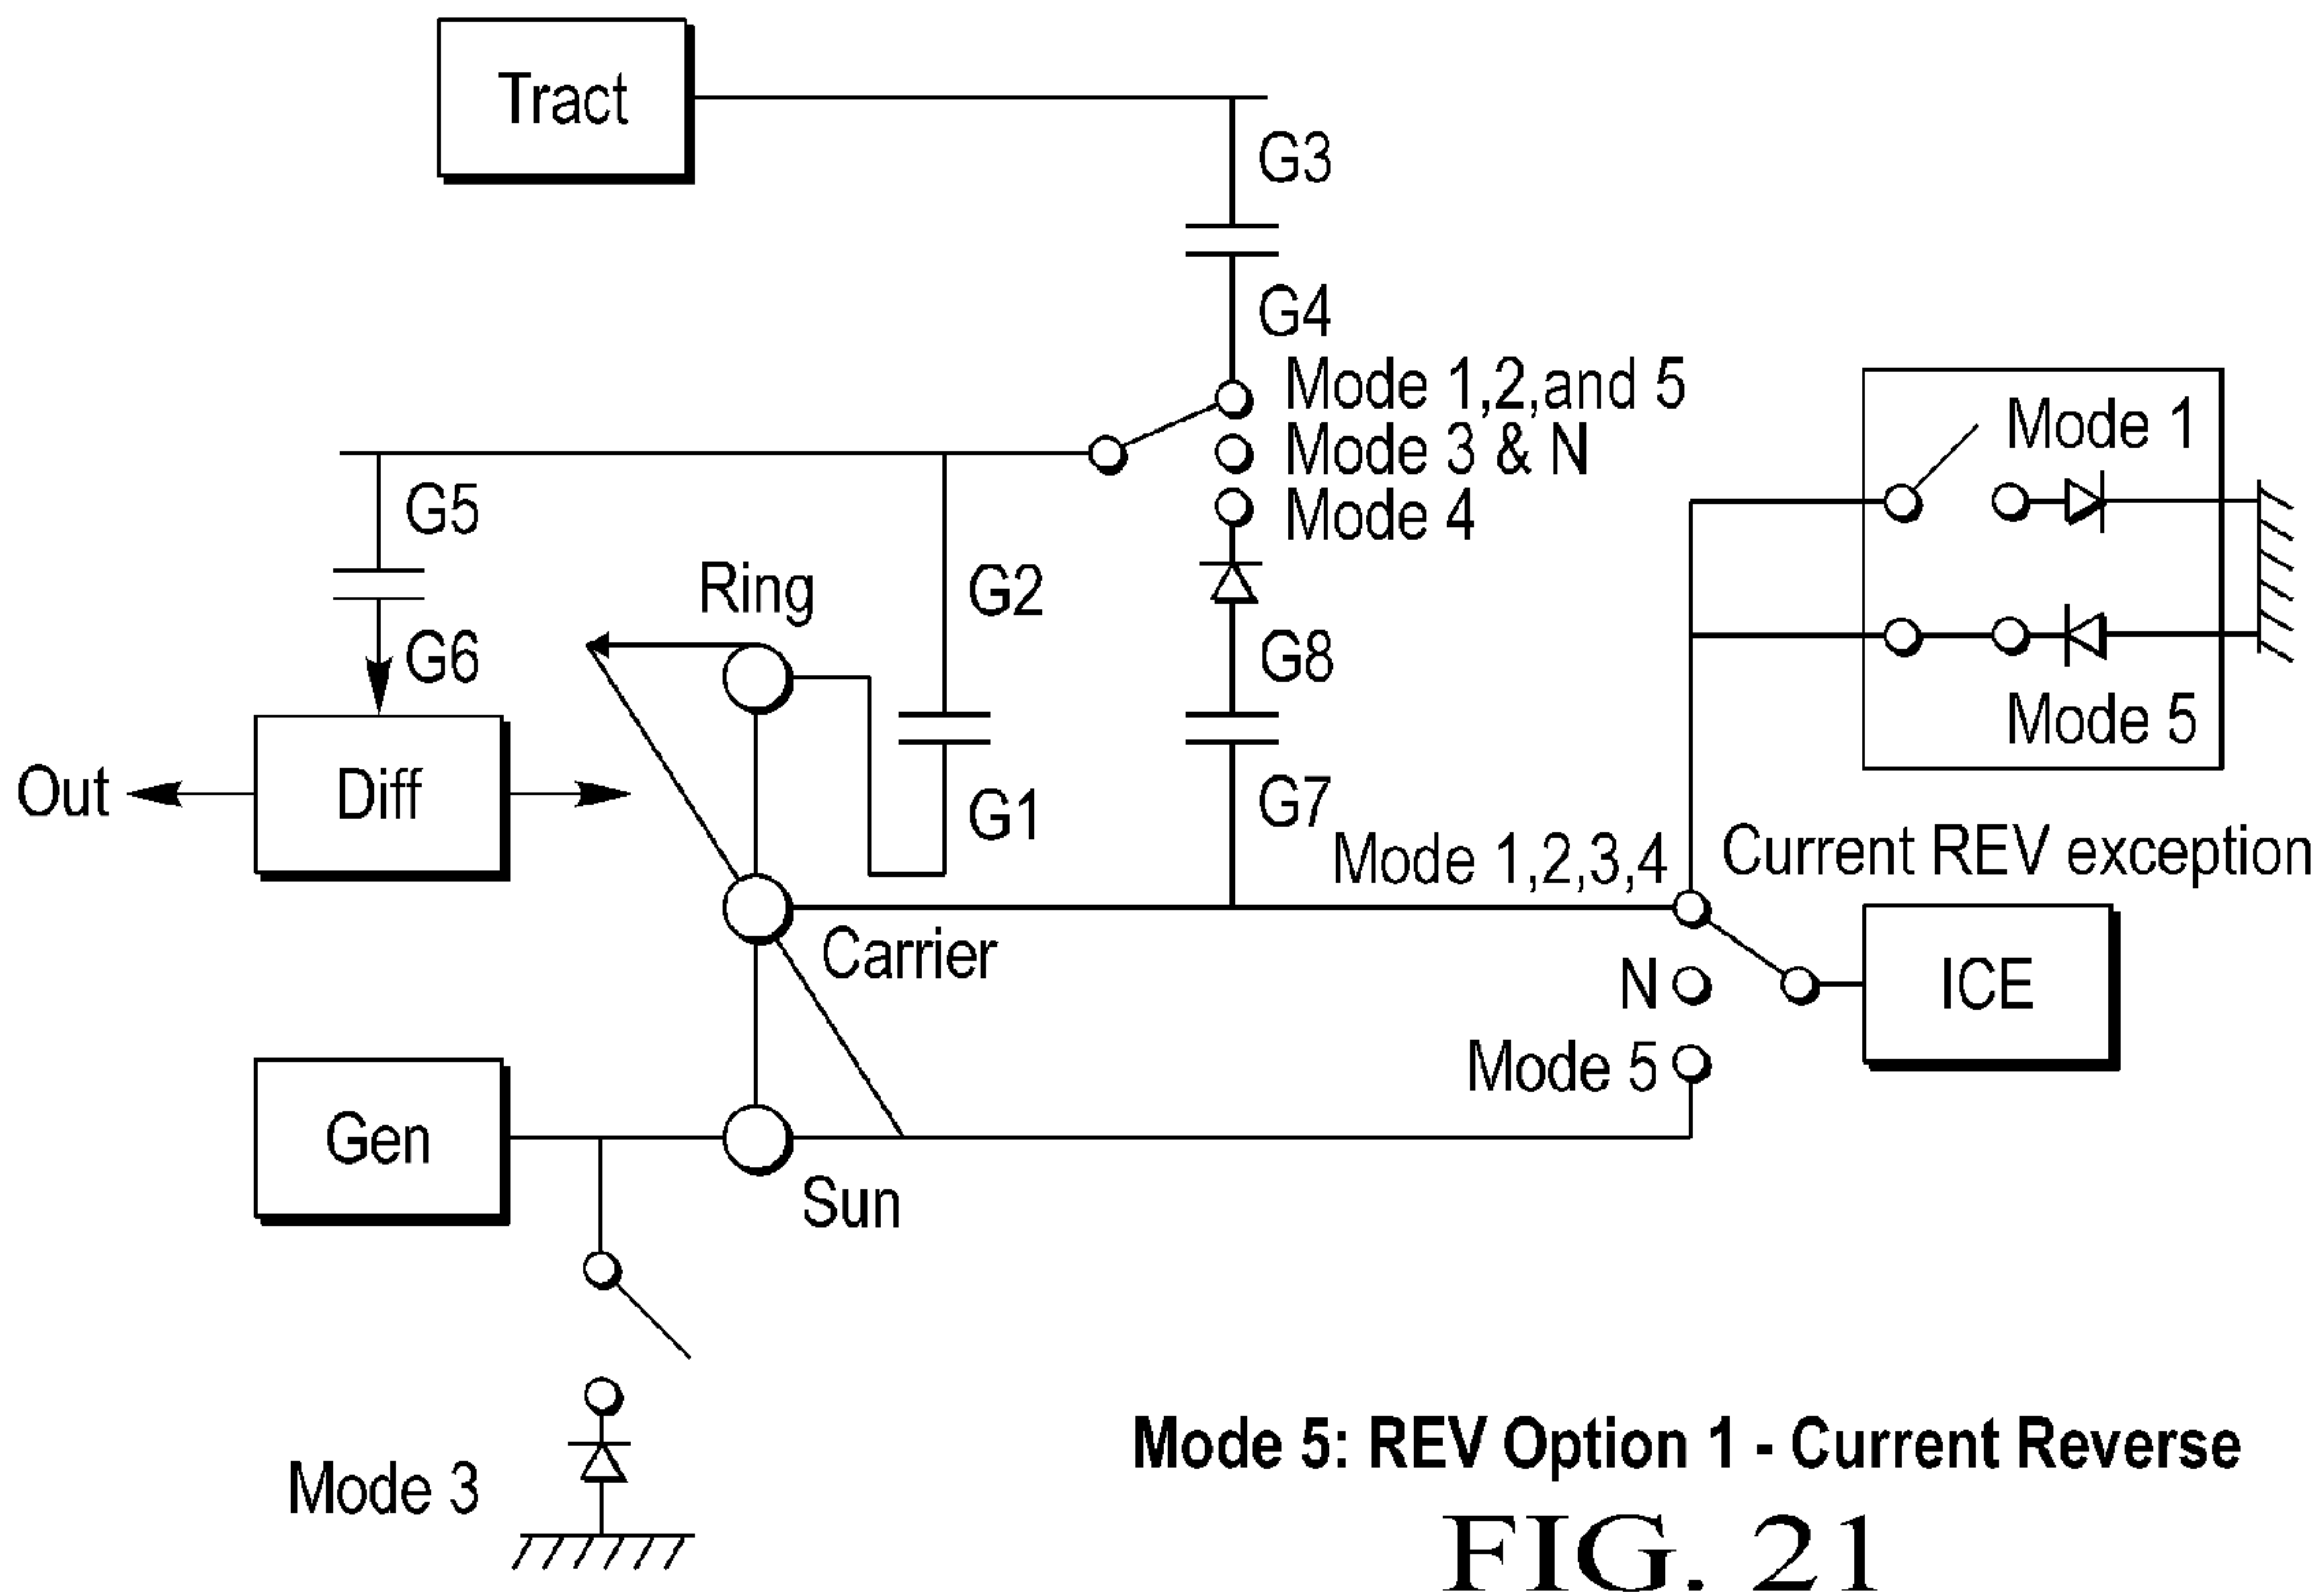 Tract
G3
G4
Mode 1,2,and 5
Mode 3 & N
Mode 4
Mode 1
G5
G2
Ring
G6
G8
Mode 5
Out
Diff
G1
G7
Mode 1,2,3,4
Current REV exception
Carrier
N
ICE
Mode 5
Gen
Sun
Mode 3
Mode 5: REV Option 1 - Current Reverse
FIG. 21